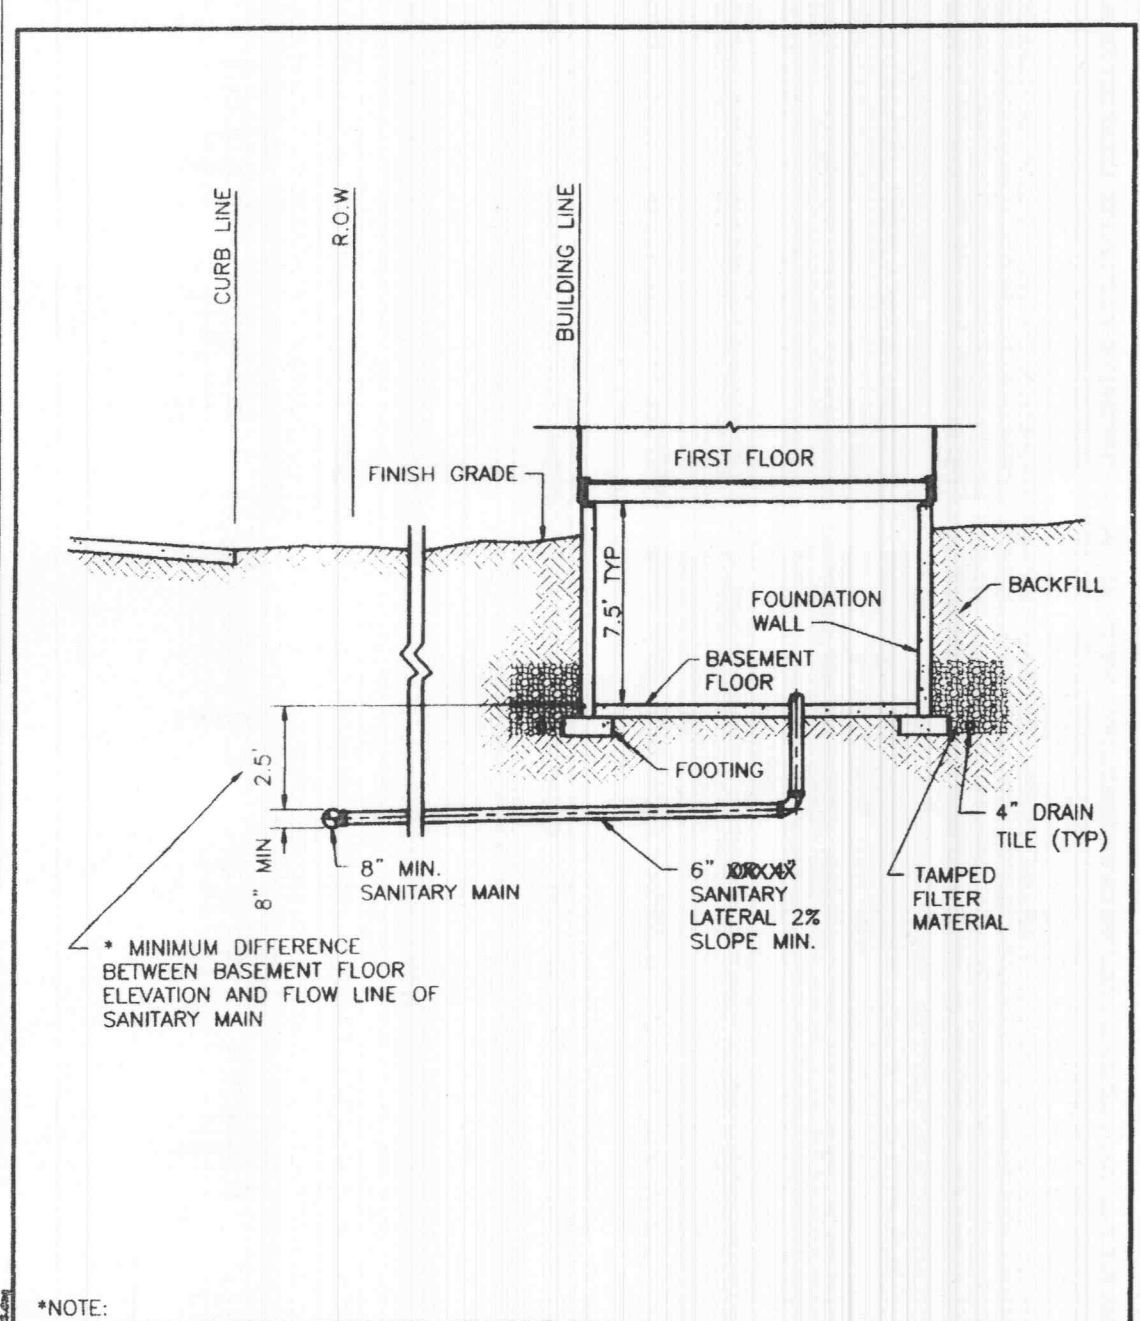 CURB LINE
R.O.W
BUILDING LINE
FIRST FLOOR
FINISH GRADE
7.5' TYP
FOUNDATION
WALL
BACKFILL
BASEMENT
FLOOR
2.5'
FOOTING
8" MIN
8" MIN.
SANITARY MAIN
6"
SANITARY
LATERAL 2%
SLOPE MIN.
4" DRAIN
TILE (TYP)
TAMPED
FILTER
MATERIAL
* MINIMUM DIFFERENCE
BETWEEN BASEMENT FLOOR
ELEVATION AND FLOW LINE OF
SANITARY MAIN
*NOTE: